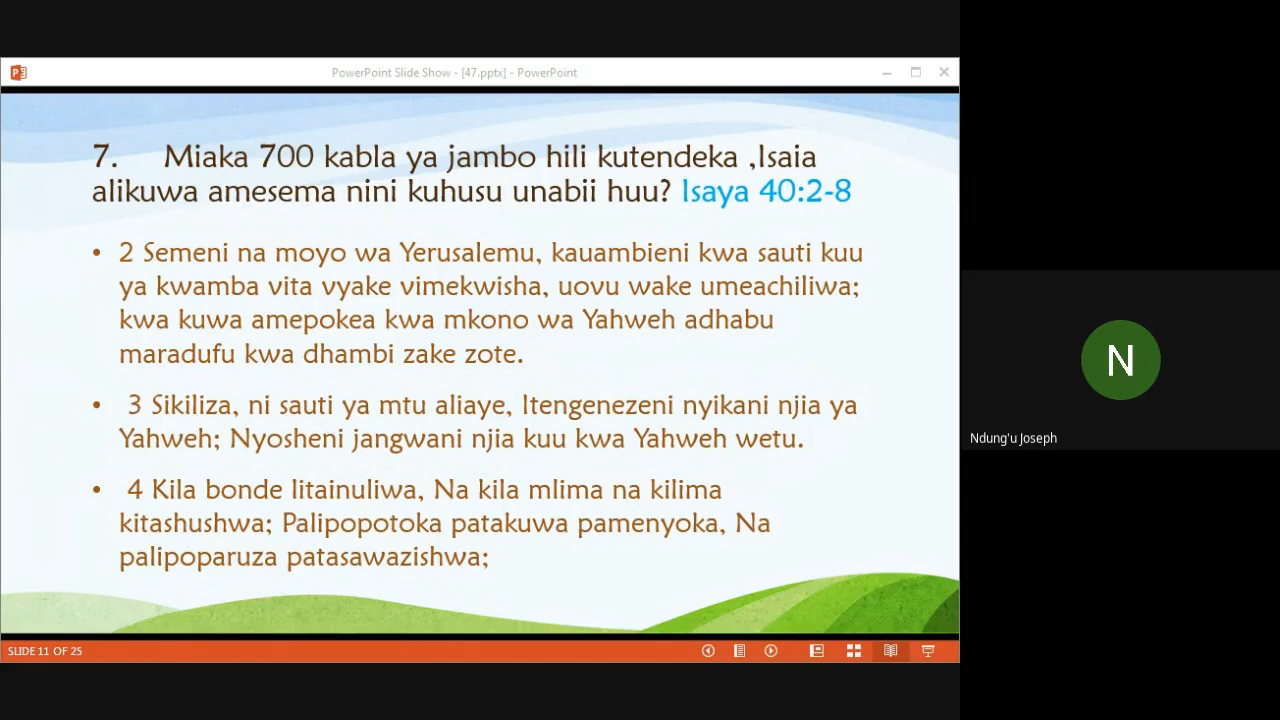 PowerPoint Slide Show - [47.pptx] - PowerPoint
7. Miaka 700 kabla ya jambo hili kutendeka ,Isaia
alikuwa amesema nini kuhusu unabii huu? Isaya 40:2-8
• 2 Semeni na moyo wa Yerusalemu, kauambieni kwa sauti kuu
ya kwamba vita vyake vimekwisha, uovu wake umeachiliwa;
kwa kuwa amepokea kwa mkono wa Yahweh adhabu
maradufu kwa dhambi zake zote.
• 3 Sikiliza, ni sauti ya mtu aliaye, Itengenezeni nyikani njia ya
Yahweh; Nyosheni jangwani njia kuu kwa Yahweh wetu.
• 4 Kila bonde litainuliwa, Na kila mlima na kilima
kitashushwa; Palipopotoka patakuwa pamenyoka, Na
palipoparuza patasawazishwa;
SLIDE 11 OF 25
N
Ndung'u Joseph